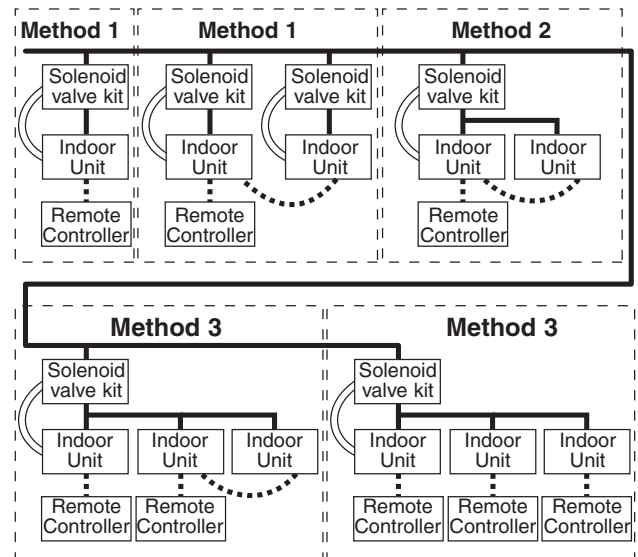 Method 1
Method 1
Method 2
Solenoid
valve kit
Solenoid
valve kit
Solenoid
valve kit
Solenoid
valve kit
Indoor
Unit
Indoor
Unit
Indoor
Unit
Indoor
Unit
Indoor
Unit
Remote
Controller
Remote
Controller
Remote
Controller
Method 3
Method 3
Solenoid
valve kit
Solenoid
valve kit
Indoor
Unit
Indoor
Unit
Indoor
Unit
Indoor
Unit
Indoor
Unit
Indoor
Unit
Remote
Controller
Remote
Controller
Remote
Controller
Remote
Controller
Remote
Controller